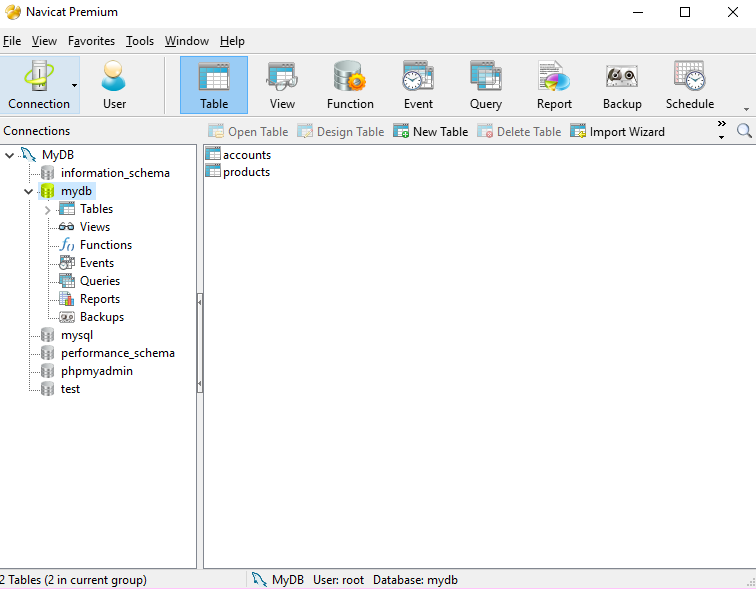 Navicat Premium
File View Favorites Tools Window Help
Connection User Table View Function Event Query Report Backup Schedule
Connections
Open Table Design Table New Table Delete Table Import Wizard »
MyDB
information_schema
mydb
Tables
Views
Functions
Events
Queries
Reports
Backups
mysql
performance_schema
phpmyadmin
test
accounts
products
2 Tables (2 in current group) MyDB User: root Database: mydb